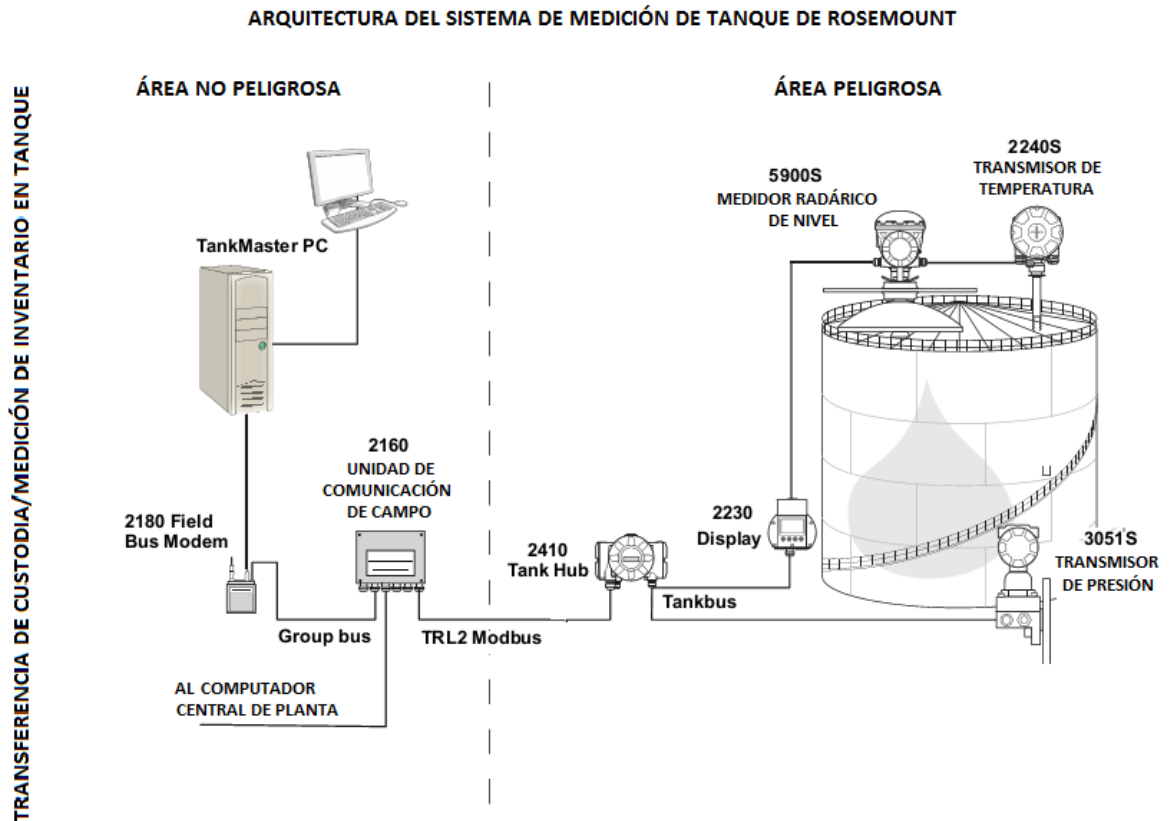 ARQUITECTURA DEL SISTEMA DE MEDICIÓN DE TANQUE DE ROSEMOUNT
TRANSFERENCIA DE CUSTODIA/MEDICIÓN DE INVENTARIO EN TANQUE
ÁREA NO PELIGROSA
ÁREA PELIGROSA
TankMaster PC
2180 Field
Bus Modem
2160
UNIDAD DE
COMUNICACIÓN
DE CAMPO
Group bus
TRL2 Modbus
AL COMPUTADOR
CENTRAL DE PLANTA
5900S
MEDIDOR RADÁRICO
DE NIVEL
2240S
TRANSMISOR DE
TEMPERATURA
2230
Display
2410
Tank Hub
Tankbus
3051S
TRANSMISOR
DE PRESIÓN